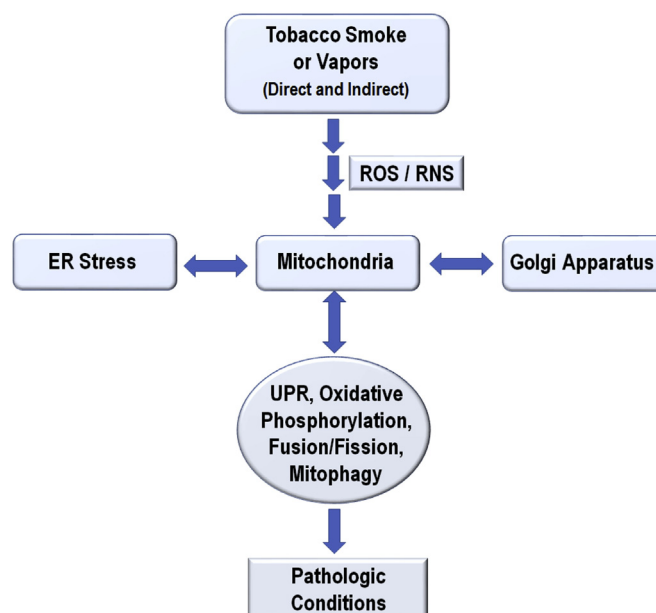 Tobacco Smoke
or Vapors
(Direct and Indirect)
ROS / RNS
ER Stress
Mitochondria
Golgi Apparatus
UPR, Oxidative
Phosphorylation,
Fusion/Fission,
Mitophagy
Pathologic
Conditions